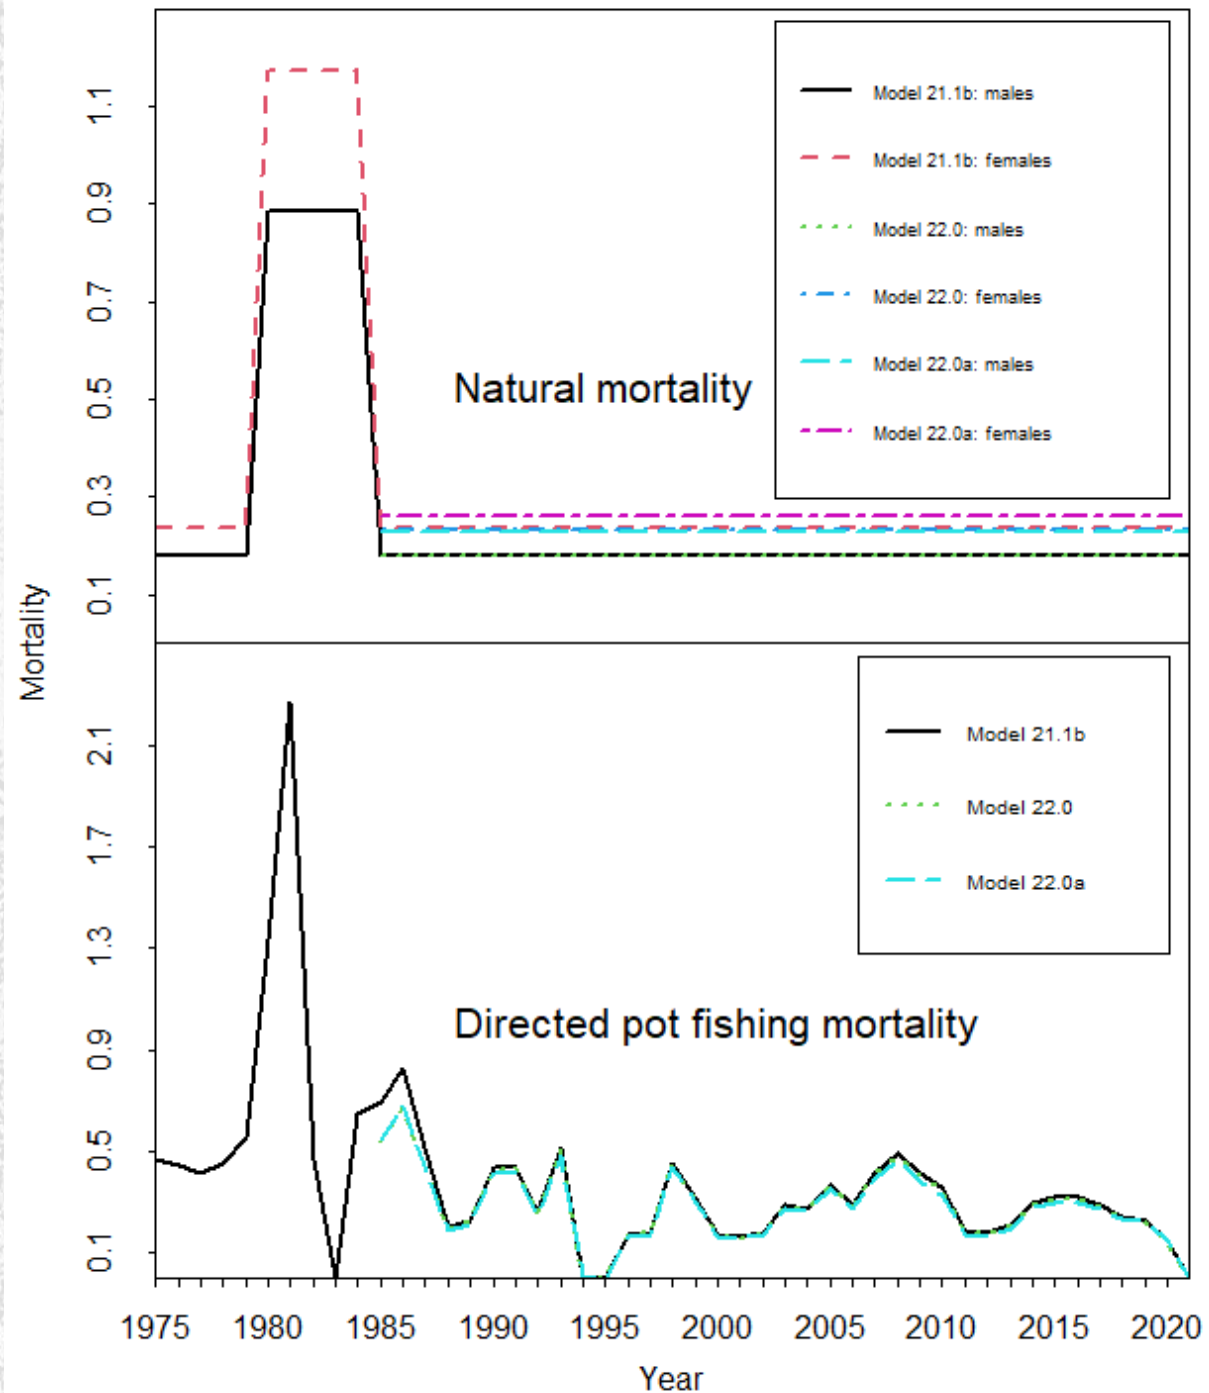 1.1
0.9
0.7
0.5
0.3
0.1
Model 21.1b: males
Model 21.1b: females
Model 22.0: males
Model 22.0: females
Model 22.0a: males
Model 22.0a: females
Natural mortality
Mortality
2.1
1.7
1.3
0.9
0.5
0.1
Model 21.1b
Model 22.0
Model 22.0a
Directed pot fishing mortality
1975 1980 1985 1990 1995 2000 2005 2010 2015 2020
Year